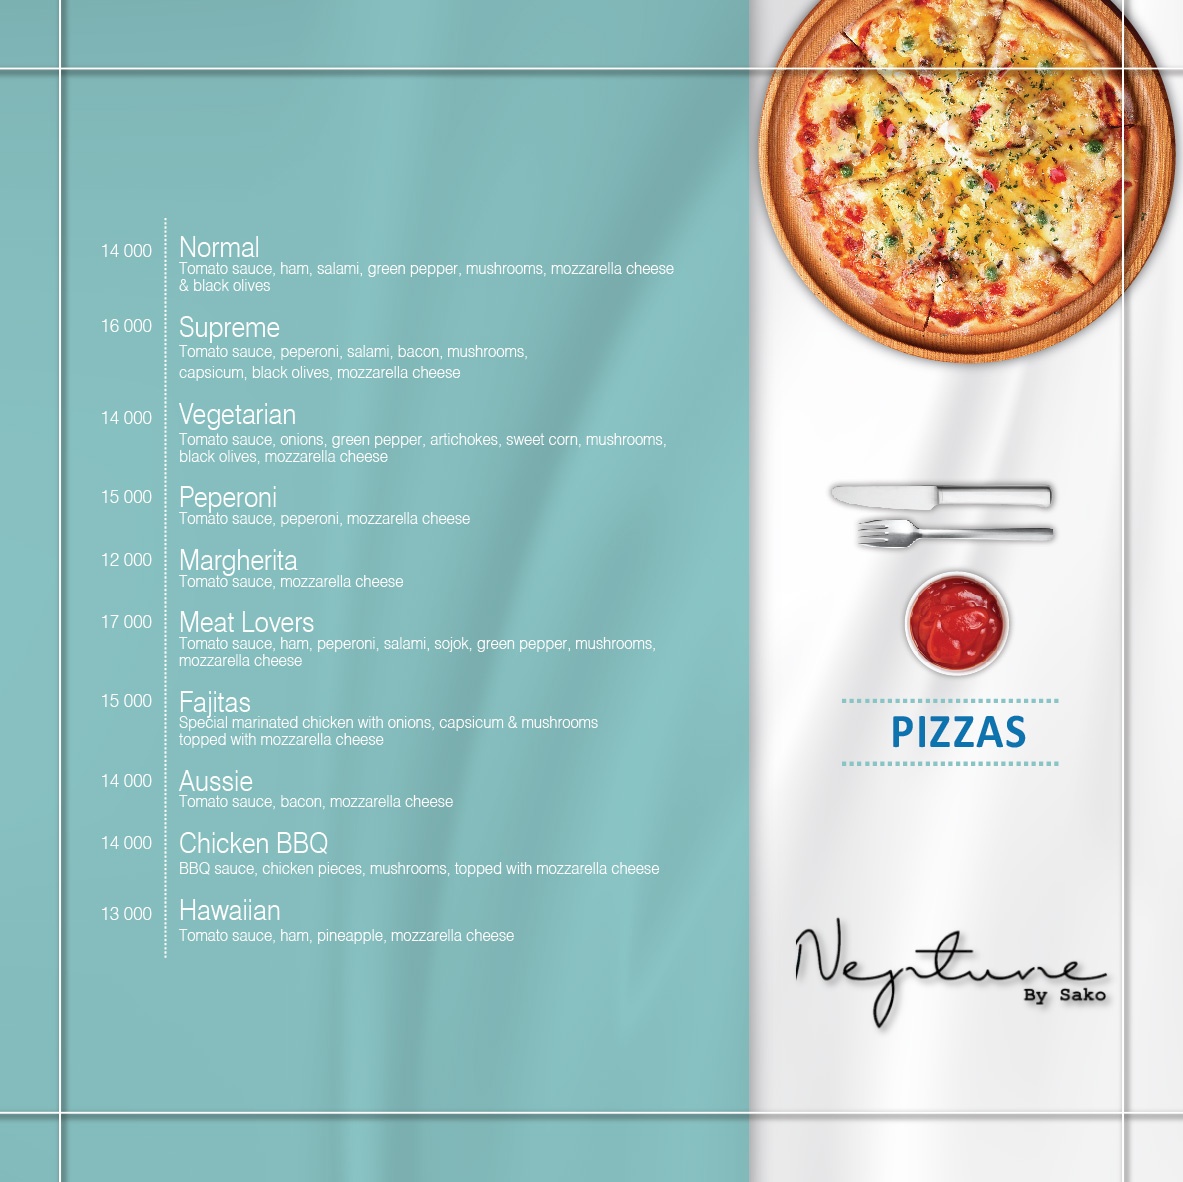 14 000 Normal
Tomato sauce, ham, salami, green pepper, mushrooms, mozzarella cheese
& black olives
16 000 Supreme
Tomato sauce, peperoni, salami, bacon, mushrooms,
capsicum, black olives, mozzarella cheese
14 000 Vegetarian
Tomato sauce, onions, green pepper, artichokes, sweet corn, mushrooms,
black olives, mozzarella cheese
15 000 Peperoni
Tomato sauce, peperoni, mozzarella cheese
12 000 Margherita
Tomato sauce, mozzarella cheese
17 000 Meat Lovers
Tomato sauce, ham, peperoni, salami, sojok, green pepper, mushrooms,
mozzarella cheese
15 000 Fajitas
Special marinated chicken with onions, capsicum & mushrooms
topped with mozzarella cheese
14 000 Aussie
Tomato sauce, bacon, mozzarella cheese
14 000 Chicken BBQ
BBQ sauce, chicken pieces, mushrooms, topped with mozzarella cheese
13 000 Hawaiian
Tomato sauce, ham, pineapple, mozzarella cheese
PIZZAS
Neptune
By Sako